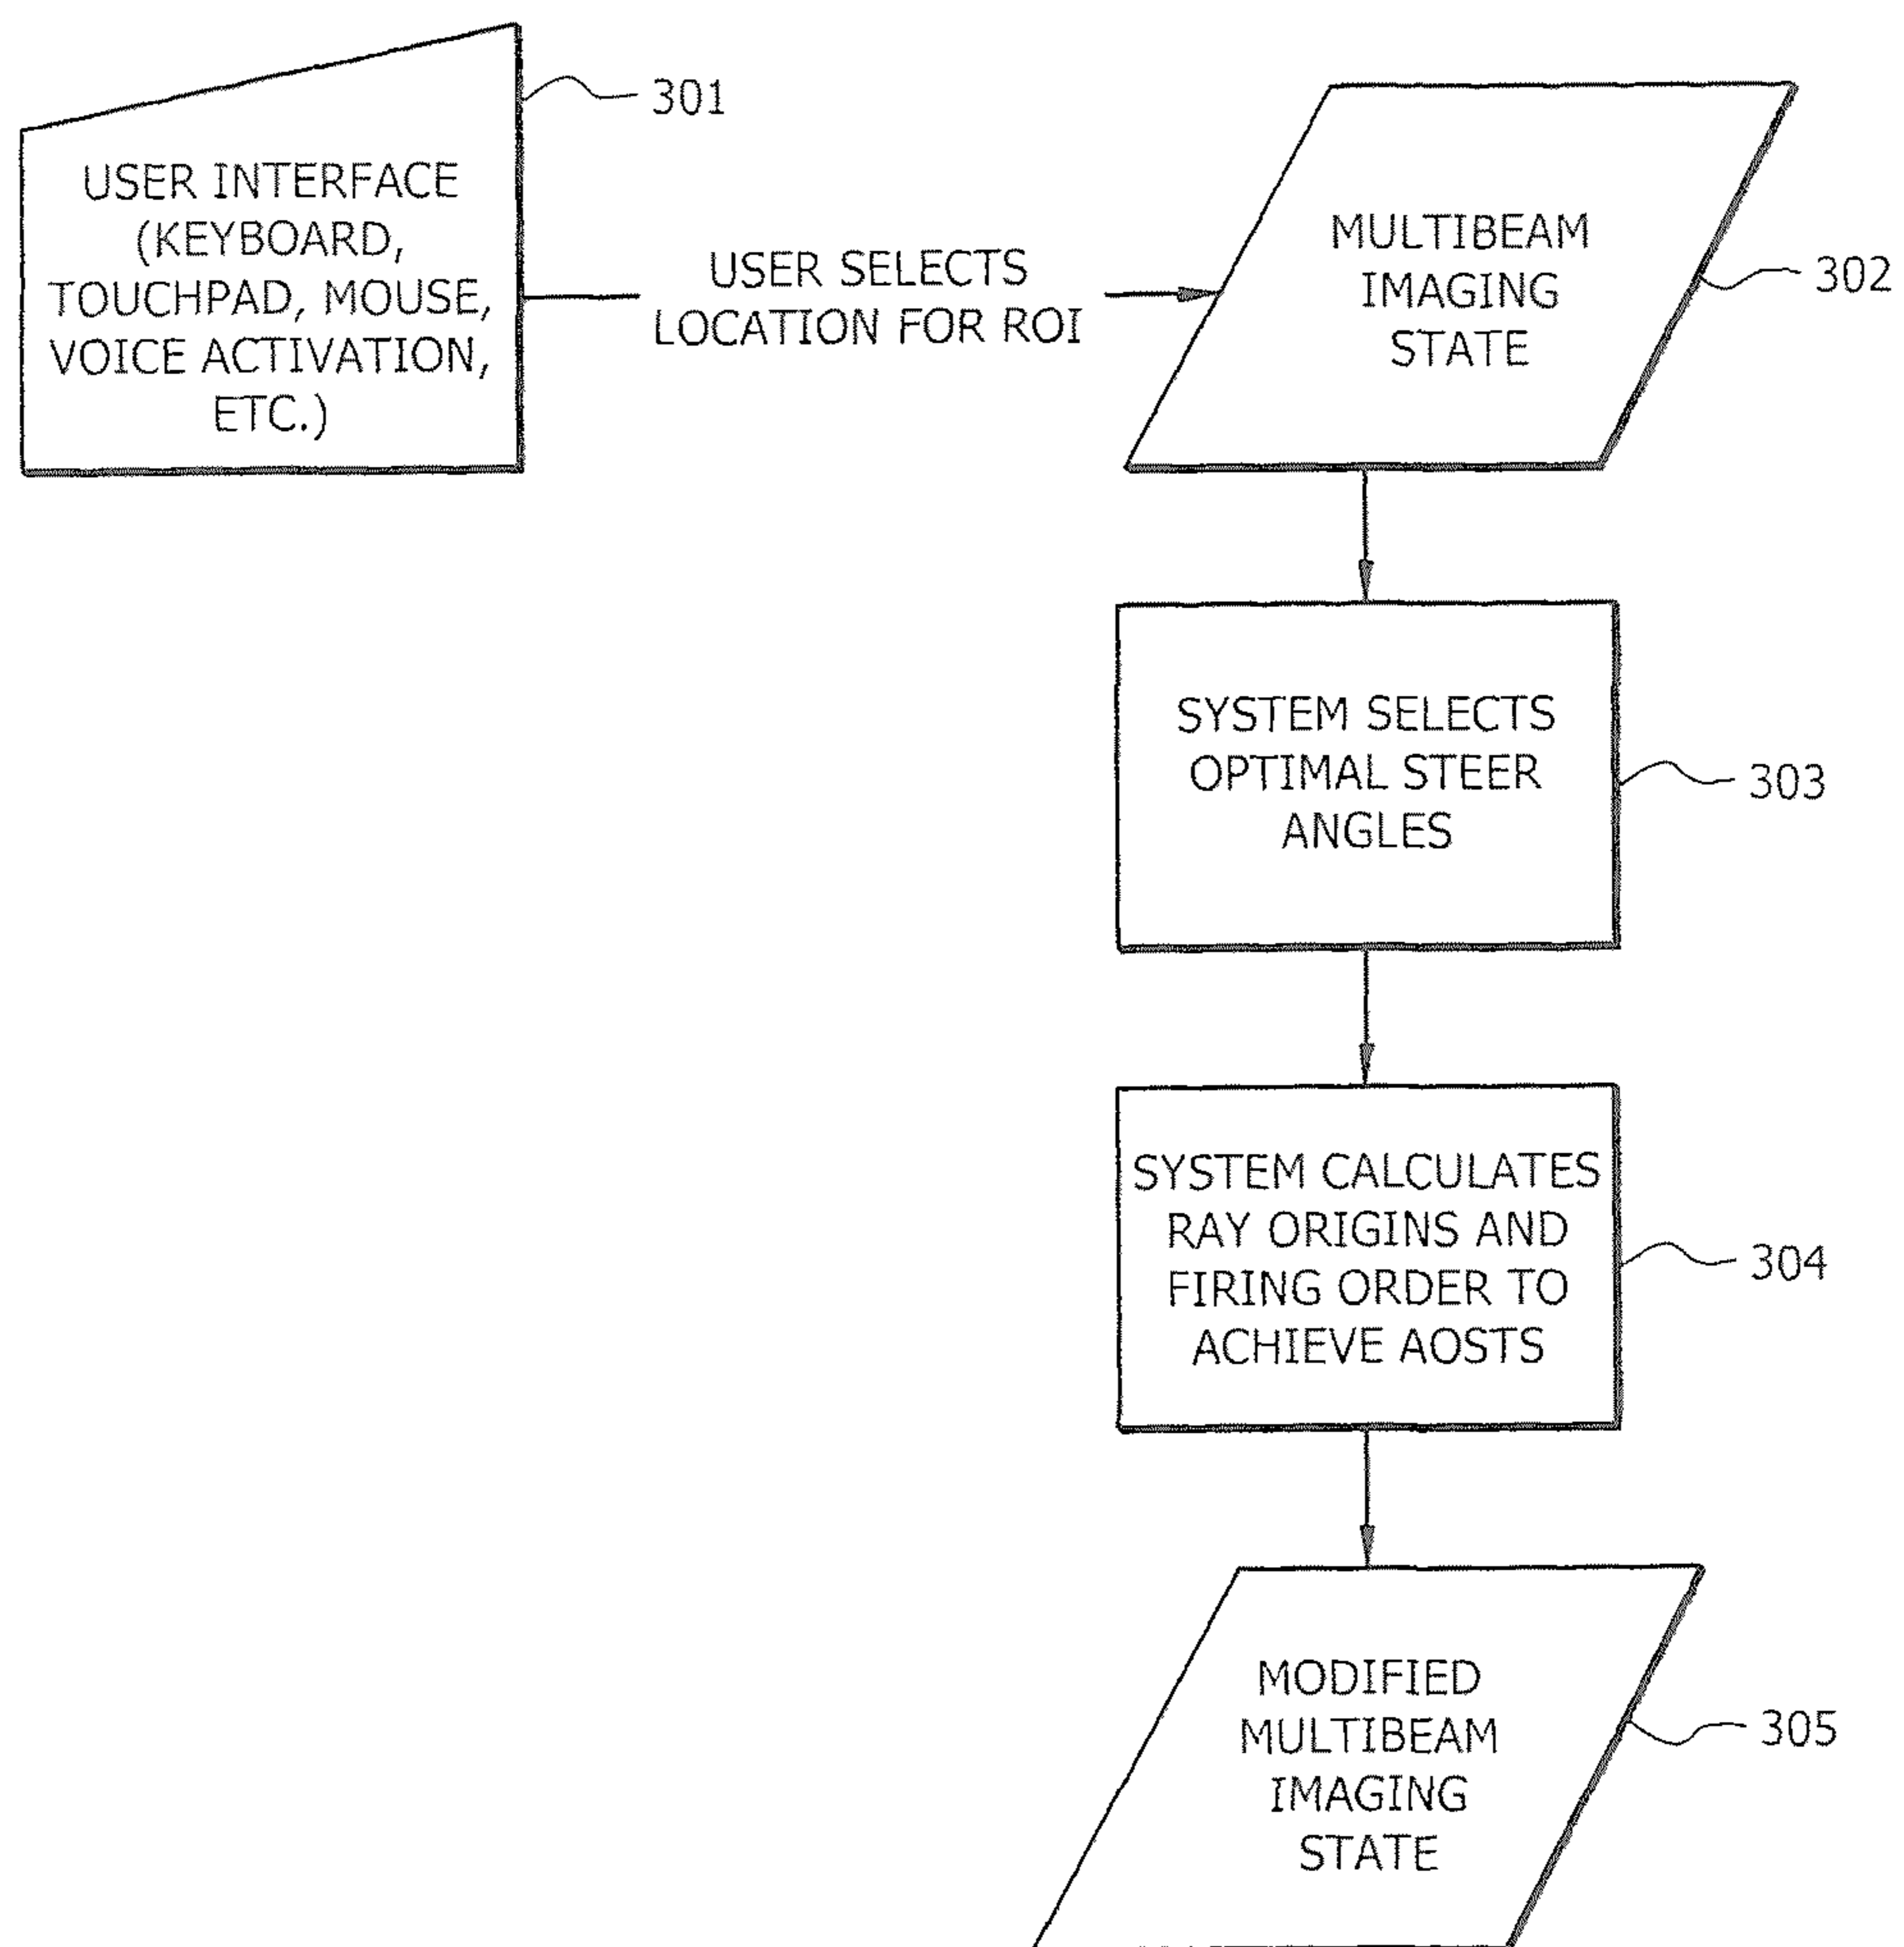 301
USER INTERFACE
(KEYBOARD,
TOUCHPAD, MOUSE,
VOICE ACTIVATION,
ETC.)
USER SELECTS
LOCATION FOR ROI
MULTIBEAM
IMAGING
STATE
302
SYSTEM SELECTS
OPTIMAL STEER
ANGLES
303
SYSTEM CALCULATES
RAY ORIGINS AND
FIRING ORDER TO
ACHIEVE AOSTS
304
MODIFIED
MULTIBEAM
IMAGING
STATE
305